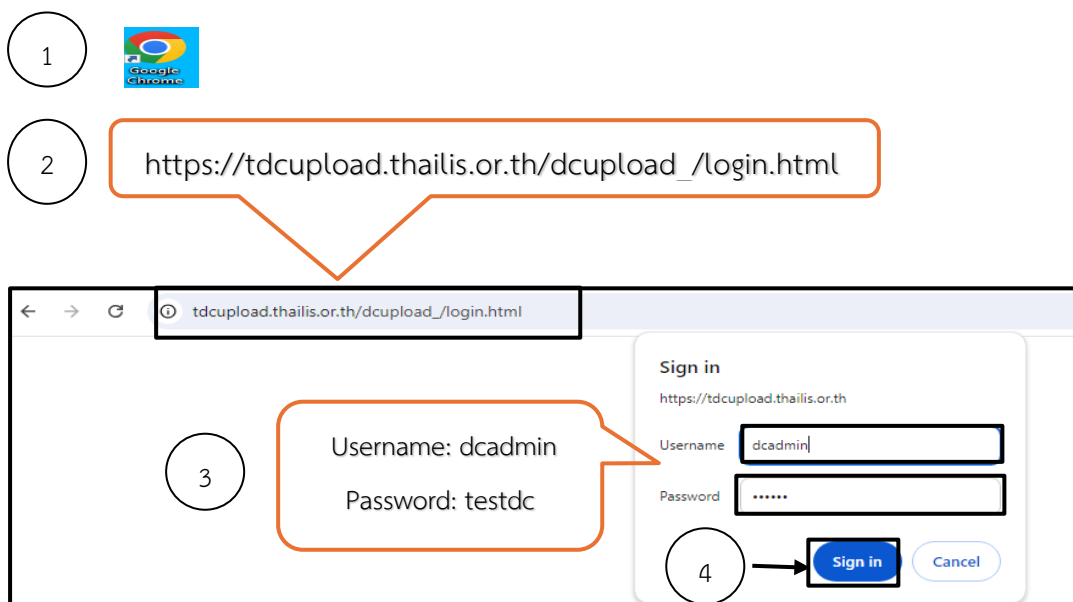 1
Google
Chrome
2
https://tdcupload.thailis.or.th/dcupload_/login.html
tdcupload.thailis.or.th/dcupload_/login.html
Sign in
https://tdcupload.thailis.or.th
3
Username: dcadmin
Password: testdc
Username dcadmin
Password ••••••
4
Sign in Cancel